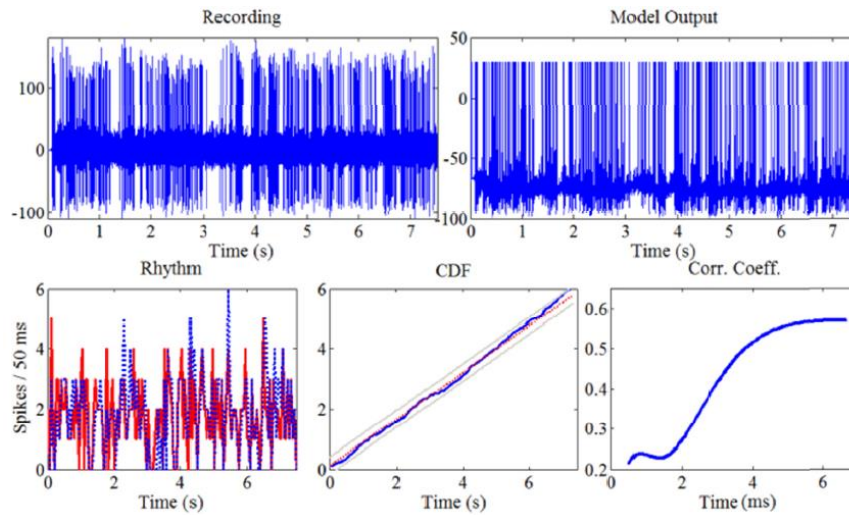 Recording
Model Output
100
0
-100
0 1 2 3 4 5 6 7
Time (s)
50
0
-50
-100
0 1 2 3 4 5 6 7
Time (s)
Rhythm
Spikes / 50 ms
6
4
2
0
0 2 4 6
Time (s)
CDF
6
4
2
0
0 2 4 6
Time (s)
Corr. Coeff.
0.6
0.5
0.4
0.3
0.2
0 2 4 6
Time (ms)